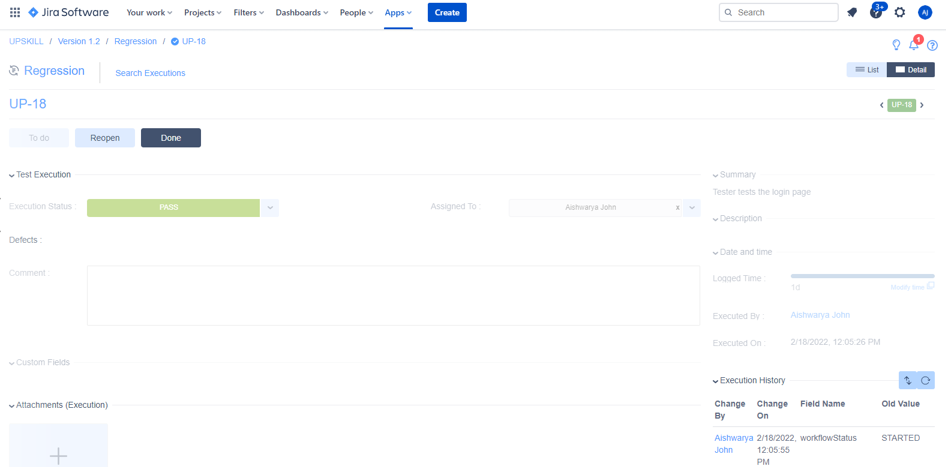 Jira Software Your work Projects Filters Dashboards People Apps Create Search 3+ AJ
UPSKILL / Version 1.2 / Regression / UP-18 1
Regression Search Executions List Detail
UP-18 UP-18
To do Reopen Done
Test Execution
Execution Status : PASS Assigned To : Aishwarya John x
Defects :
Comment :
Custom Fields
Attachments (Execution)
Summary
Tester tests the login page
Description
Date and time
Logged Time :
1d Modify time
Executed By : Aishwarya John
Executed On : 2/18/2022, 12:05:26 PM
Execution History
Change By Change On Field Name Old Value
Aishwarya John 2/18/2022, 12:05:55 PM workflowStatus STARTED